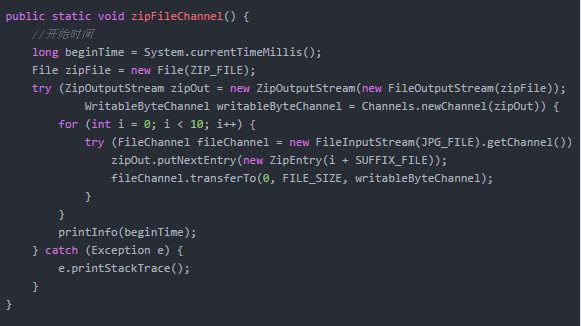 public static void zipFileChannel() {
    //开始时间
    long beginTime = System.currentTimeMillis();
    File zipFile = new File(ZIP_FILE);
    try (ZipOutputStream zipOut = new ZipOutputStream(new FileOutputStream(zipFile));
            WritableByteChannel writableByteChannel = Channels.newChannel(zipOut)) {
        for (int i = 0; i < 10; i++) {
            try (FileChannel fileChannel = new FileInputStream(JPG_FILE).getChannel())
                zipOut.putNextEntry(new ZipEntry(i + SUFFIX_FILE));
                fileChannel.transferTo(0, FILE_SIZE, writableByteChannel);
            }
        }
        printInfo(beginTime);
    } catch (Exception e) {
        e.printStackTrace();
    }
}